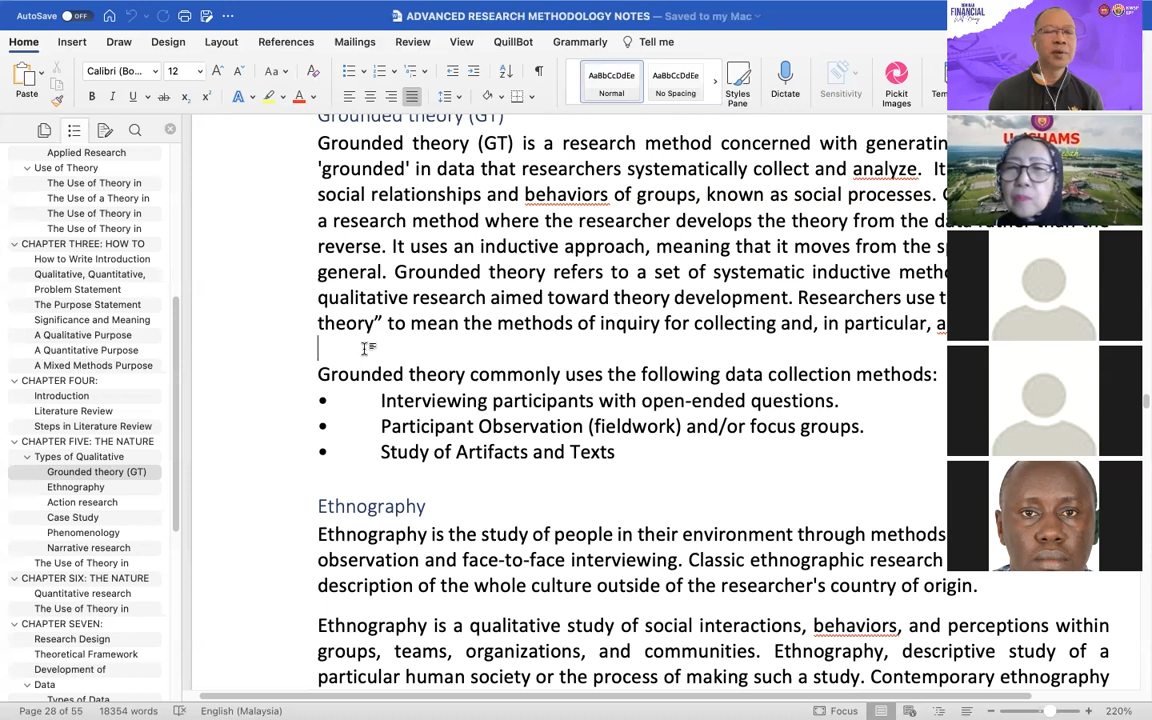 AutoSave OFF
ADVANCED RESEARCH METHODOLOGY NOTES — Saved to my Mac
Home Insert Draw Design Layout References Mailings Review View QuillBot Grammarly Tell me
Paste
Calibri (Bo... 12
AaBbCcDdEe
Normal
AaBbCcDdEe
No Spacing
Styles
Pane
Dictate
Sensitivity
Pickit
Images
FINANCIAL
Applied Research
Use of Theory
The Use of Theory in
The Use of a Theory in
The Use of Theory in
The Use of Theory in
CHAPTER THREE: HOW TO
How to Write Introduction
Qualitative, Quantitative,
Problem Statement
The Purpose Statement
Significance and Meaning
A Qualitative Purpose
A Quantitative Purpose
A Mixed Methods Purpose
CHAPTER FOUR:
Introduction
Literature Review
Steps in Literature Review
CHAPTER FIVE: THE NATURE
Types of Qualitative
Grounded theory (GT)
Ethnography
Action research
Case Study
Phenomenology
Narrative research
The Use of Theory in
CHAPTER SIX: THE NATURE
Quantitative research
The Use of Theory in
CHAPTER SEVEN:
Research Design
Theoretical Framework
Development of
Data
Types of Data
Grounded theory (GT)
Grounded theory (GT) is a research method concerned with
'grounded' in data that researchers systematically collect and analyze. It
social relationships and behaviors of groups, known as social processes.
a research method where the researcher develops the theory from the data rather than the
reverse. It uses an inductive approach, meaning that it moves from the
general. Grounded theory refers to a set of systematic inductive
qualitative research aimed toward theory development. Researchers use
theory” to mean the methods of inquiry for collecting and, in particular,
Grounded theory commonly uses the following data collection methods:
• Interviewing participants with open-ended questions.
• Participant Observation (fieldwork) and/or focus groups.
• Study of Artifacts and Texts
Ethnography
Ethnography is the study of people in their environment through methods
observation and face-to-face interviewing. Classic ethnographic research
description of the whole culture outside of the researcher's country of origin.
Ethnography is a qualitative study of social interactions, behaviors, and perceptions within
groups, teams, organizations, and communities. Ethnography, descriptive study of a
particular human society or the process of making such a study. Contemporary ethnography
Page 28 of 55 18354 words English (Malaysia) Focus 220%